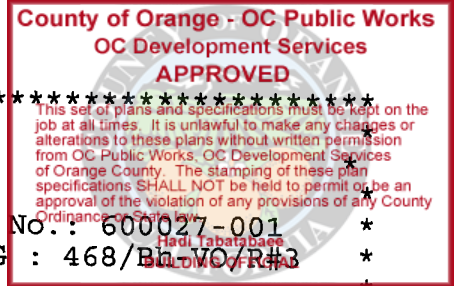 County of Orange - OC Public Works
OC Development Services
APPROVED
*************************
This set of plans and specifications must be kept on the
job at all times. It is unlawful to make any changes or
alterations to these plans without written permission
from OC Public Works, OC Development Services
of Orange County. The stamping of these plan
specifications SHALL NOT be held to permit or be an
approval of the violation of any provisions of any County
Ordinance or State law.
No.: 600027-001 *
Hadi Tabatabaee
G : 468/Bh-VO/R#3 *
BUILDING OFFICIAL